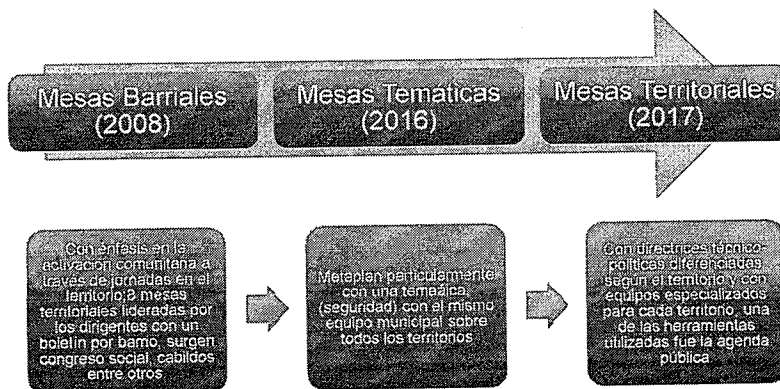 Mesas Barriales
(2008)
Mesas Temáticas
(2016)
Mesas Territoriales
(2017)
Con énfasis en la
activación comunitaria a
través de jornadas en el
territorio,8 mesas
territoriales lideradas por
los dirigentes con un
boletín por barrio, surgen
congreso social, cabildos
entre otros
Metaplan particularmente
con una temática,
(seguridad) con el mismo
equipo municipal sobre
todos los territorios
Con directrices técnico-
políticas diferenciadas
según el territorio y con
equipos especializados
para cada territorio, una
de las herramientas
utilizadas fue la agenda
pública